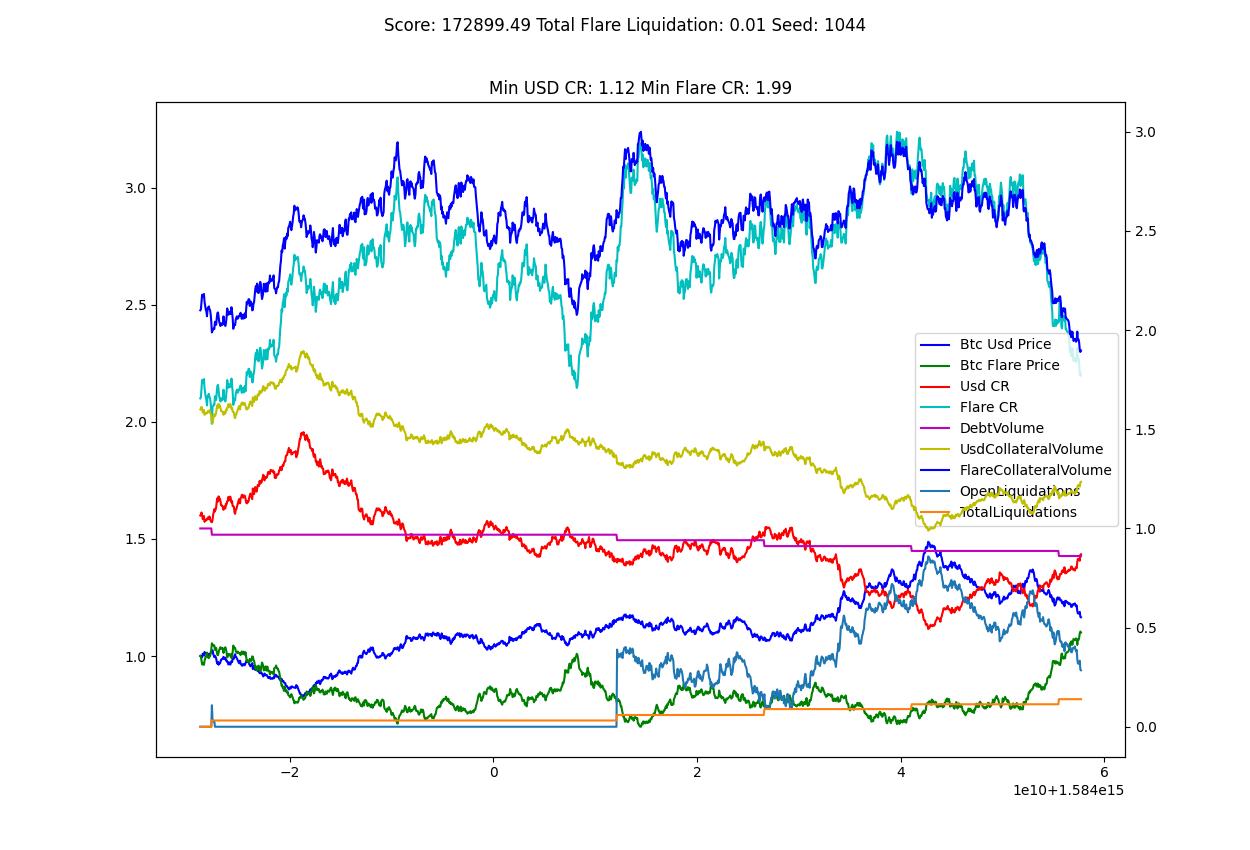 Score: 172899.49 Total Flare Liquidation: 0.01 Seed: 1044
Min USD CR: 1.12 Min Flare CR: 1.99
3.0
2.5
2.0
1.5
1.0
3.0
2.5
2.0
1.5
1.0
0.5
0.0
Btc Usd Price
Btc Flare Price
Usd CR
Flare CR
DebtVolume
UsdCollateralVolume
FlareCollateralVolume
OpenLiquidations
TotalLiquidations
−2
0
2
4
6
1e10+1.584e15